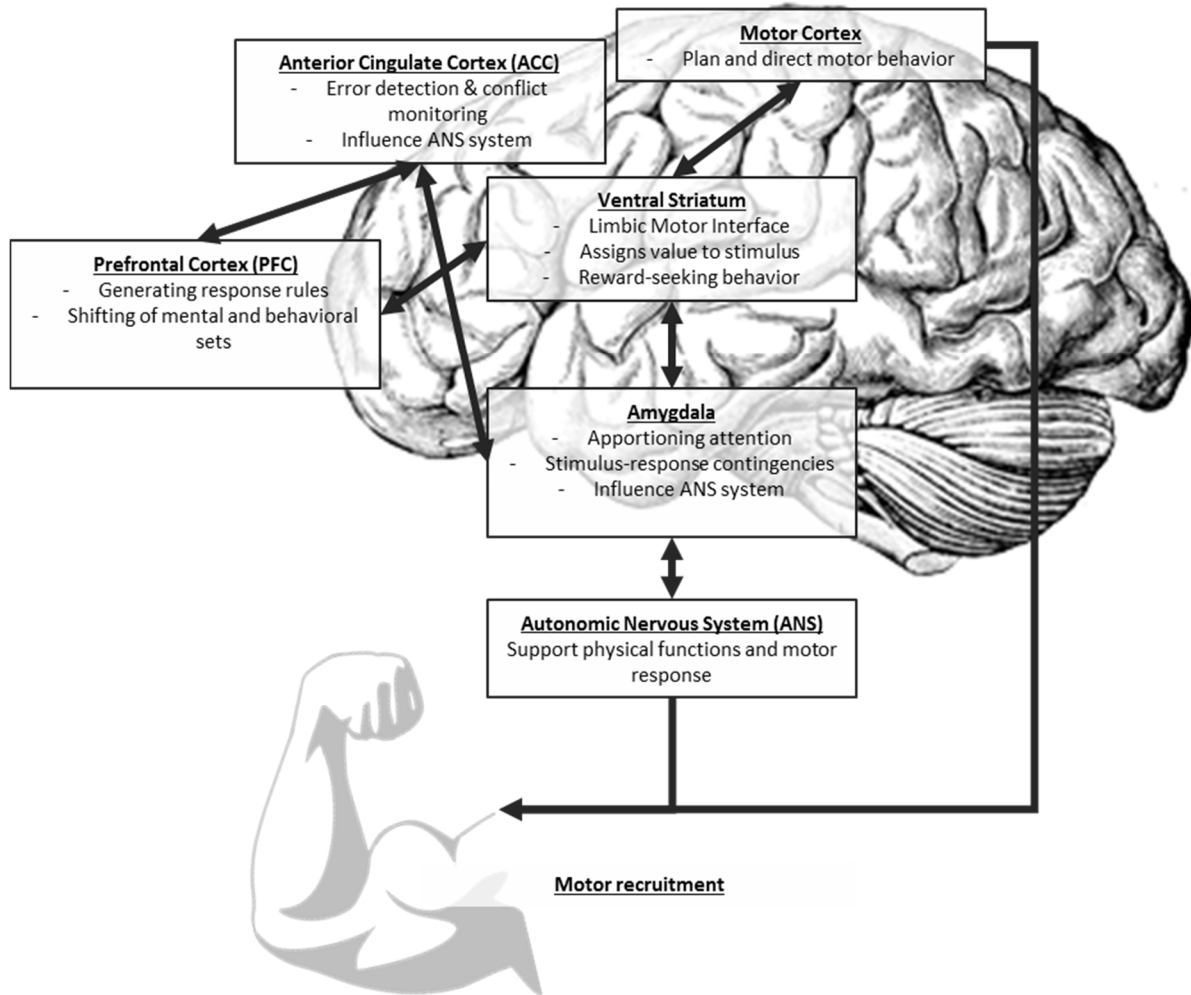 Motor Cortex
- Plan and direct motor behavior
Anterior Cingulate Cortex (ACC)
- Error detection & conflict
monitoring
- Influence ANS system
Ventral Striatum
- Limbic Motor Interface
- Assigns value to stimulus
- Reward-seeking behavior
Prefrontal Cortex (PFC)
- Generating response rules
- Shifting of mental and behavioral
sets
Amygdala
- Apportioning attention
- Stimulus-response contingencies
- Influence ANS system
Autonomic Nervous System (ANS)
Support physical functions and motor
response
Motor recruitment